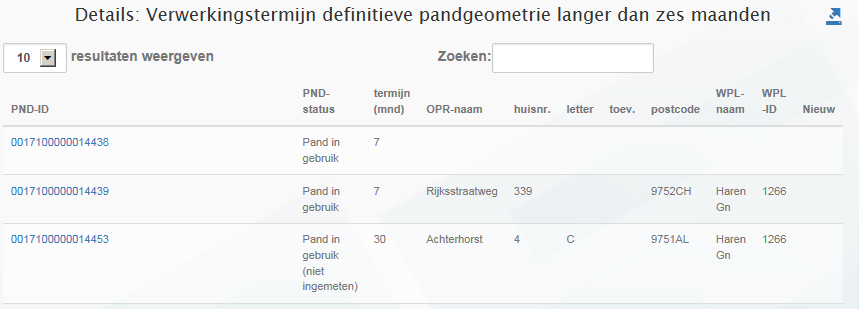 Details: Verwerkingstermijn definitieve pandgeometrie langer dan zes maanden
10 resultaten weergeven Zoeken:
PND-ID PND-status termijn (mnd) OPR-naam huisnr. letter toev. postcode WPL-naam WPL-ID Nieuw
0017100000014438 Pand in gebruik 7
0017100000014439 Pand in gebruik 7 Rijksstraatweg 339 9752CH Haren Gn 1266
0017100000014453 Pand in gebruik (niet ingemeten) 30 Achterhorst 4 C 9751AL Haren Gn 1266